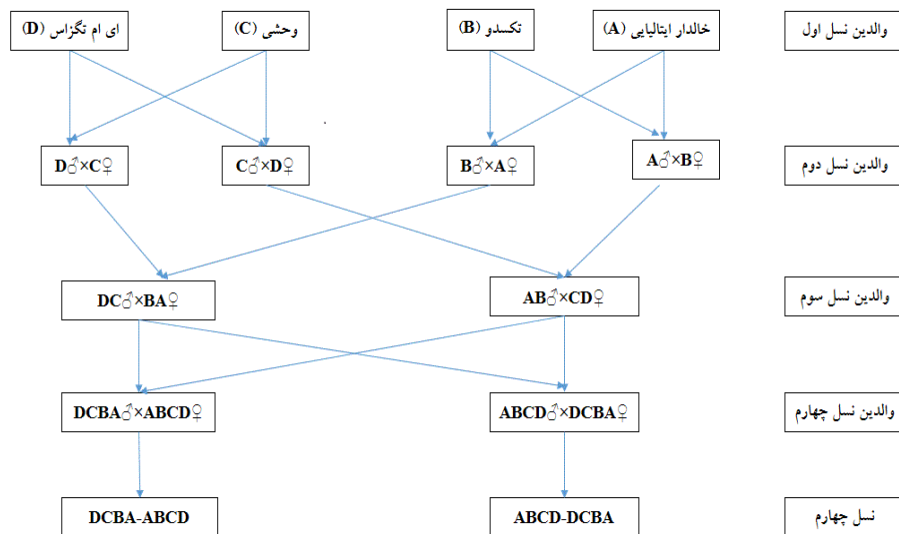 والدین نسل اول
خالدار ایتالیایی (A)
تکسدو (B)
وحشی (C)
ای ام تگزاس (D)
والدین نسل دوم
A♂×B♀
B♂×A♀
C♂×D♀
D♂×C♀
والدین نسل سوم
AB♂×CD♀
DC♂×BA♀
والدین نسل چهارم
ABCD♂×DCBA♀
DCBA♂×ABCD♀
نسل چهارم
ABCD-DCBA
DCBA-ABCD